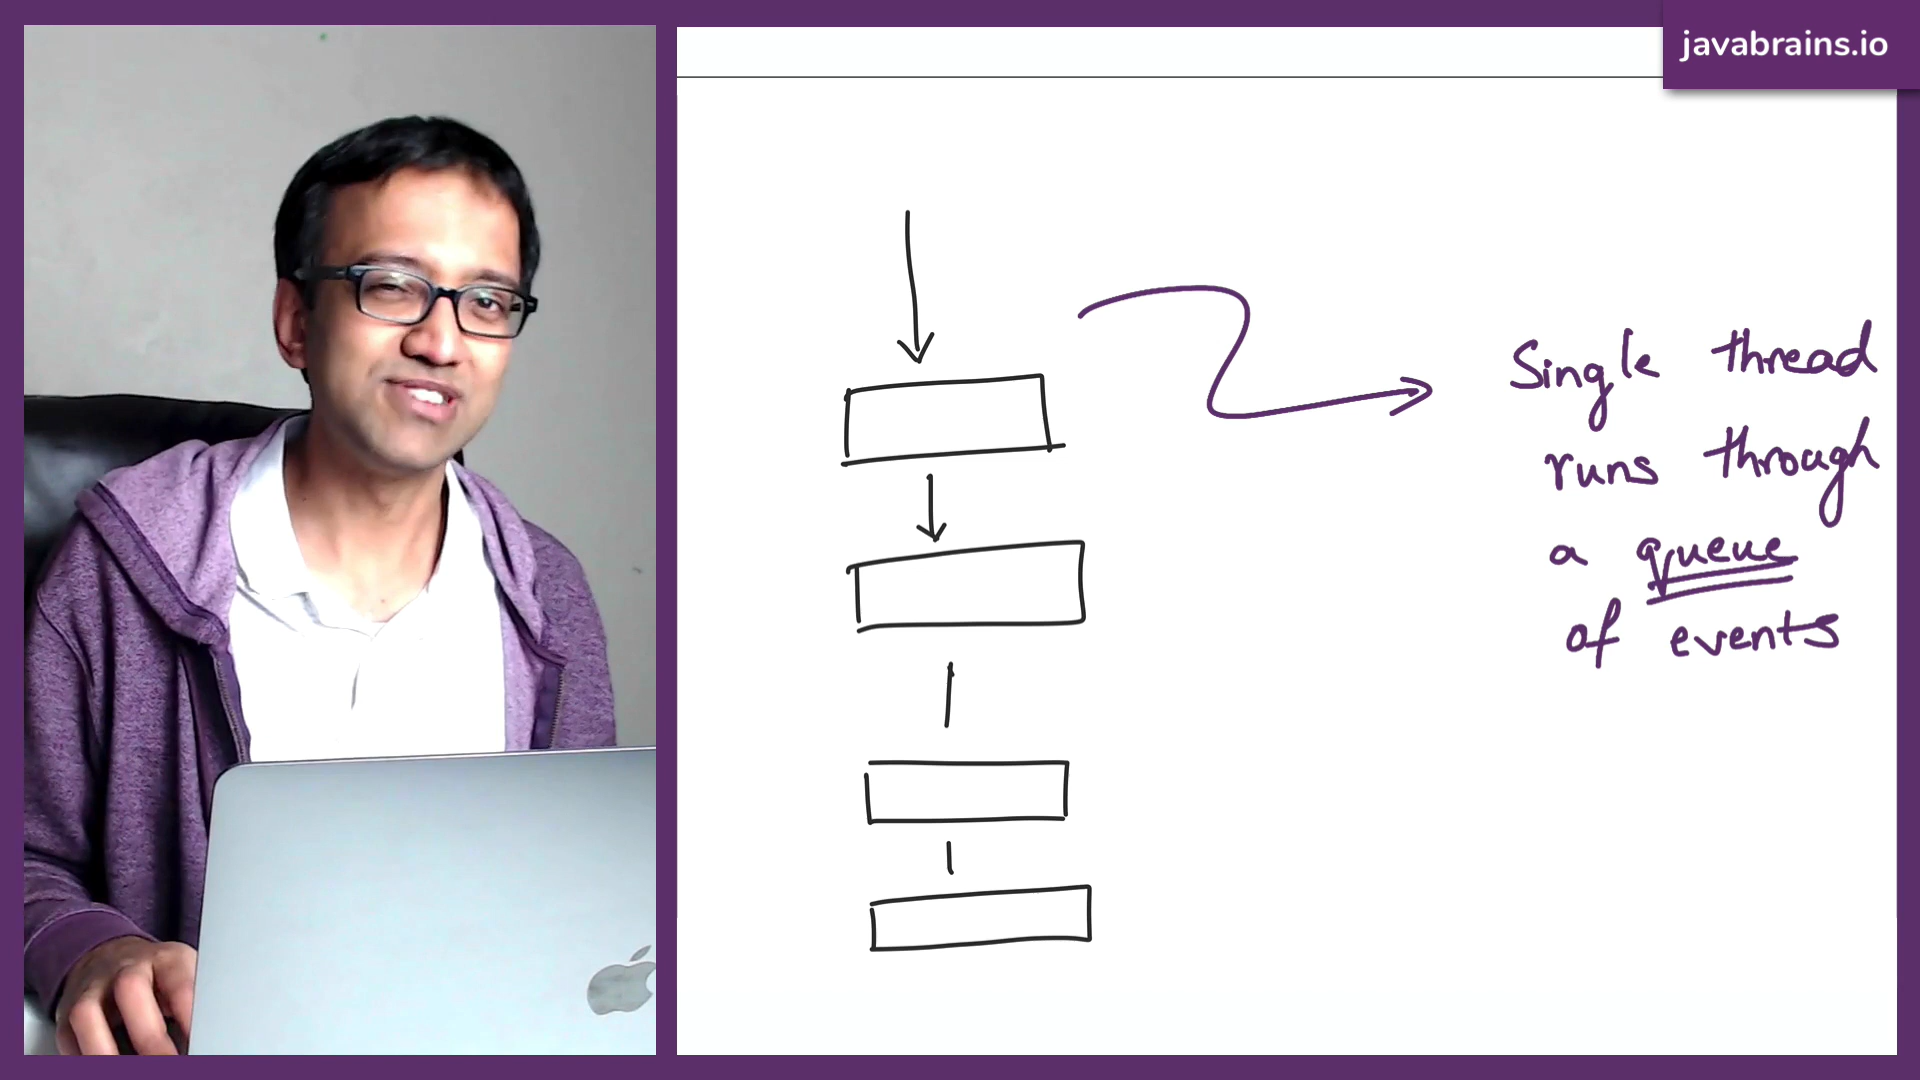 javabrains.io
Single thread
runs through
a queue
of events